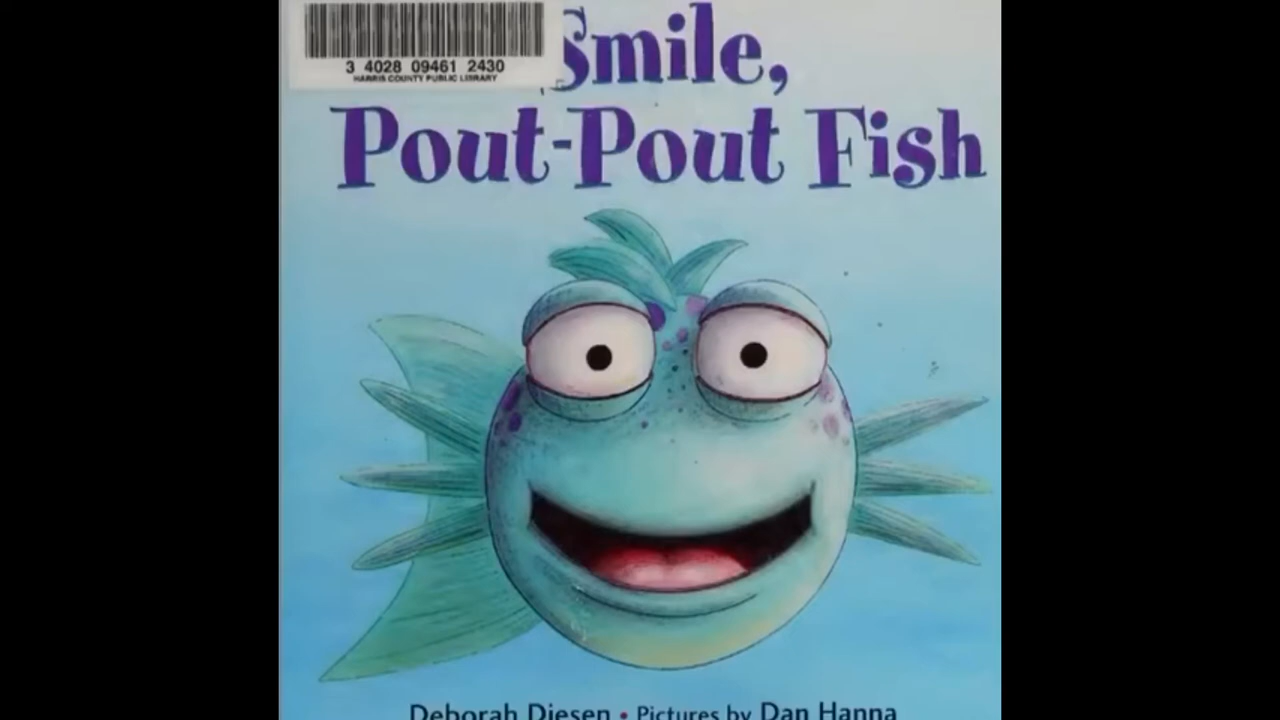 3 4028 09461 2430
HARRIS COUNTY PUBLIC LIBRARY
Smile,
Pout-Pout Fish
Deborah Diesen • Pictures by Dan Hanna